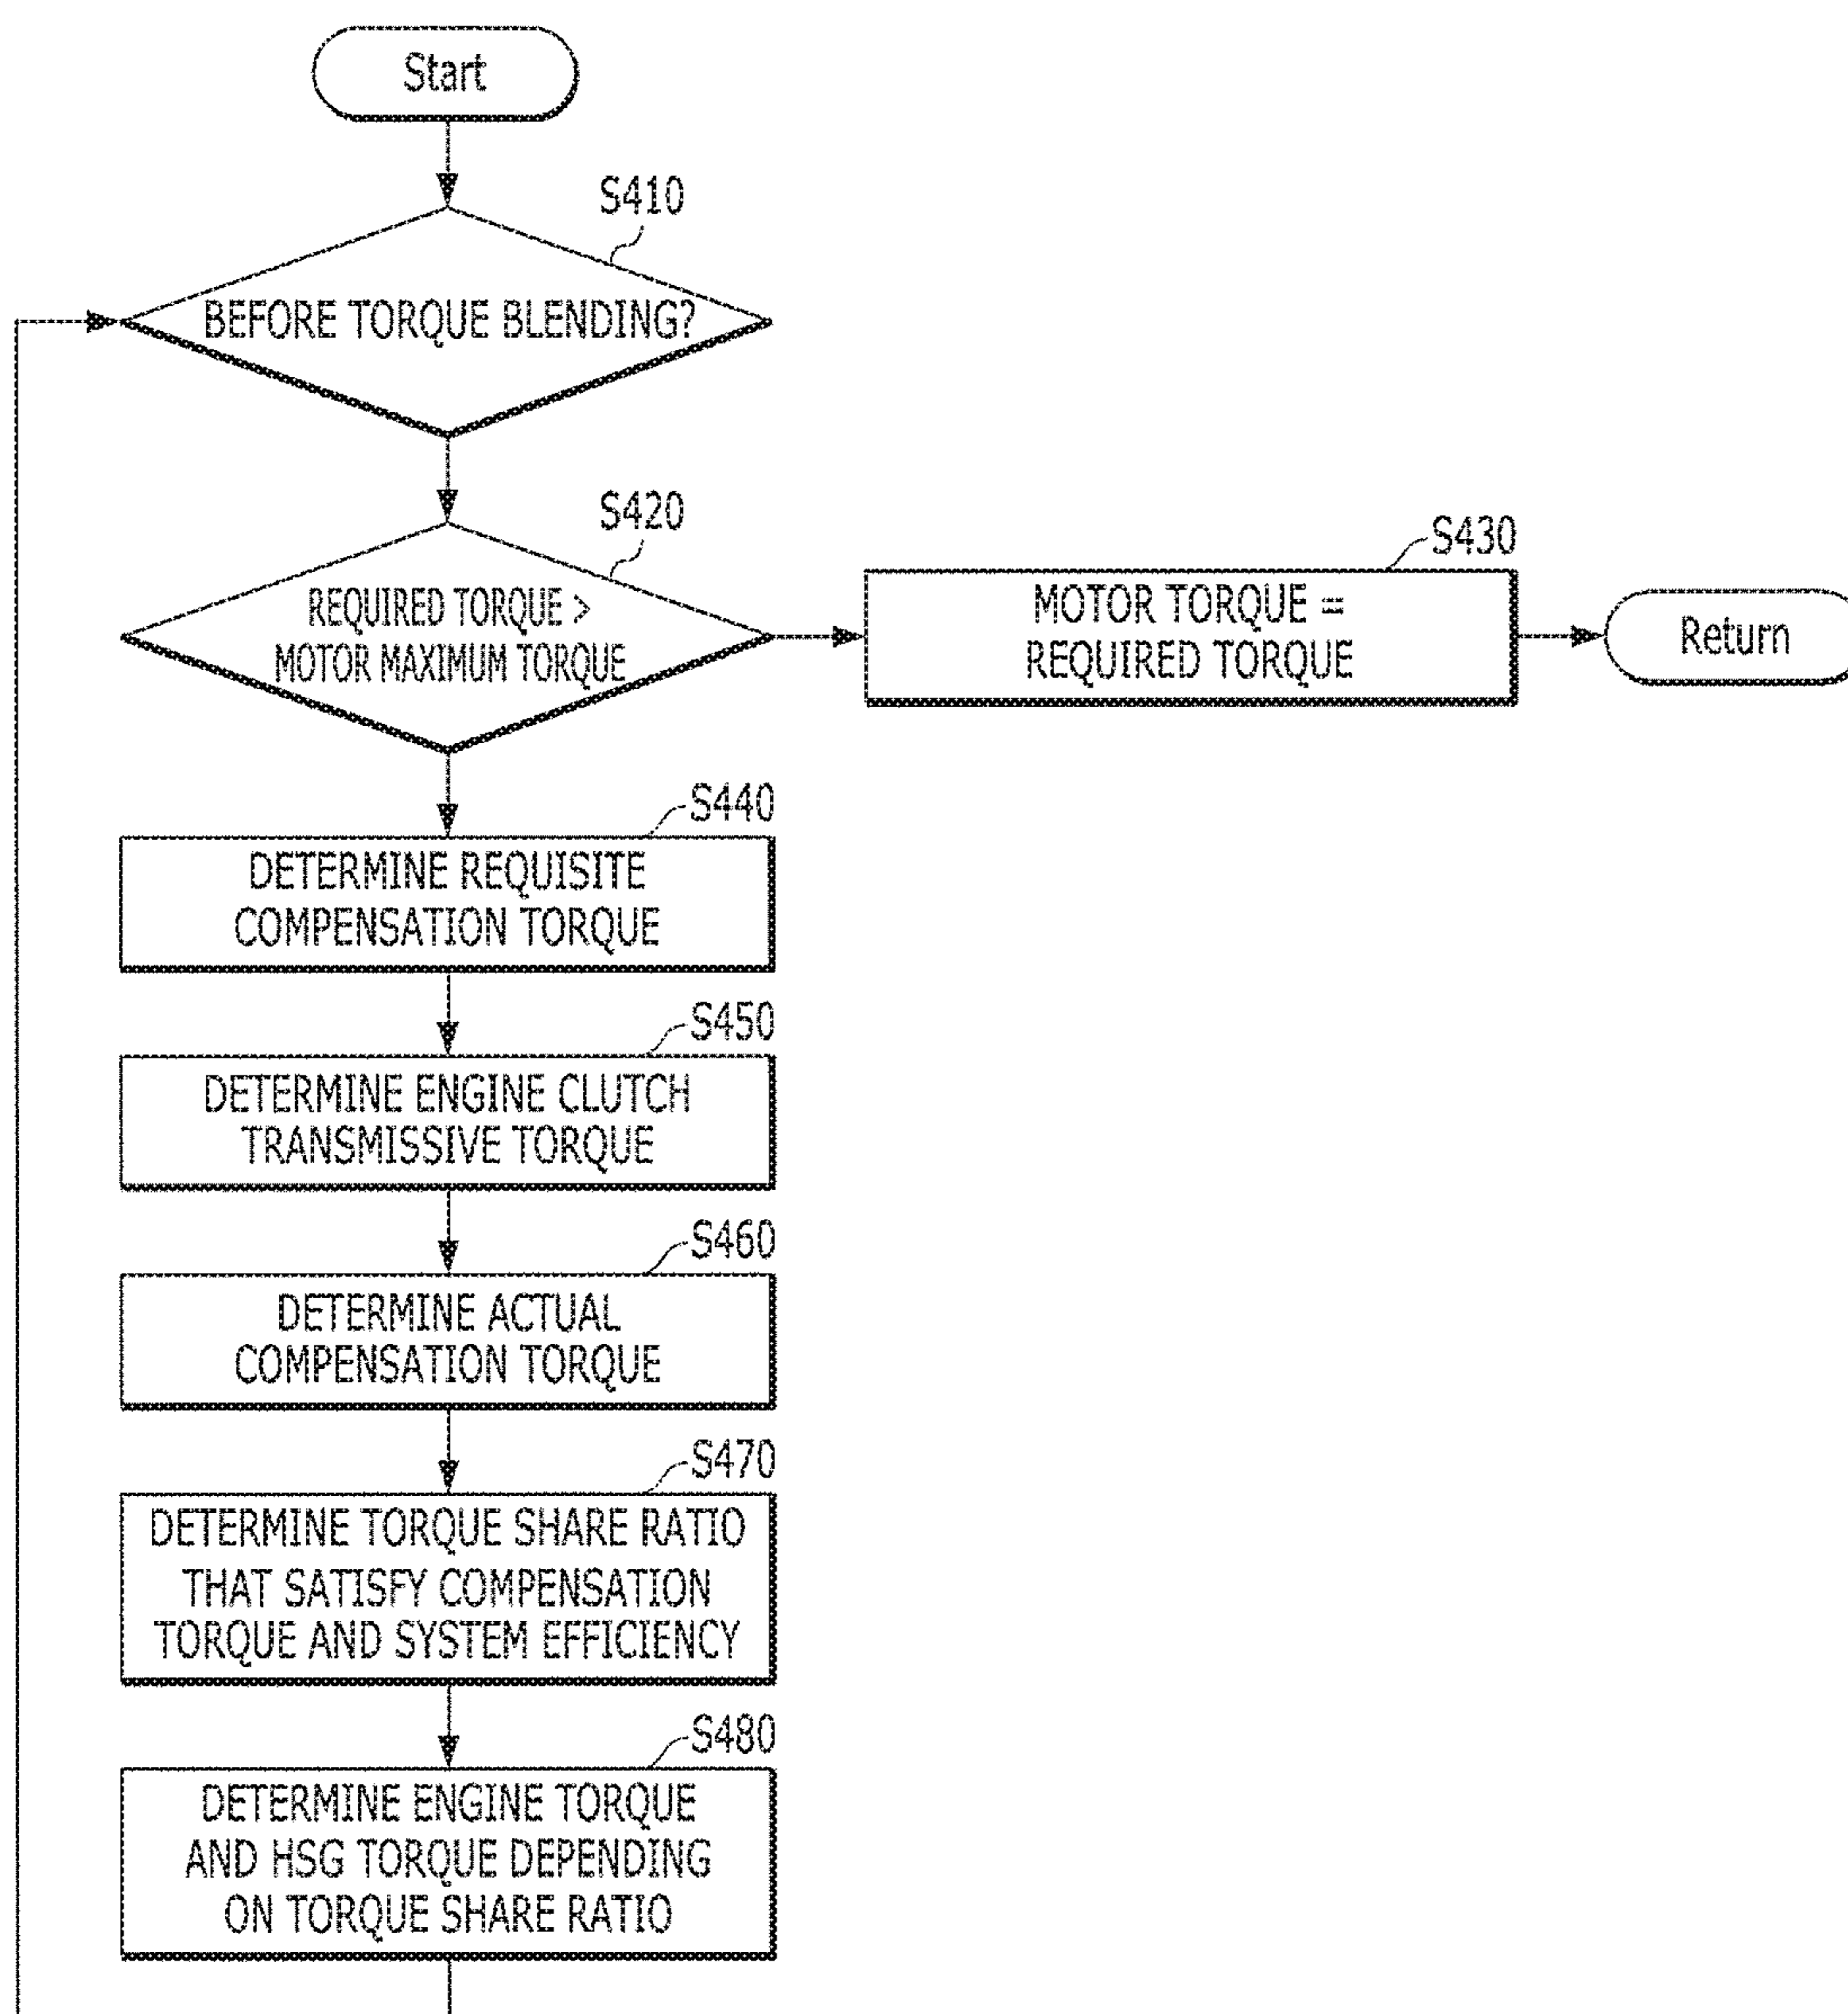 Start
S410
BEFORE TORQUE BLENDING?
S420
REQUIRED TORQUE >
MOTOR MAXIMUM TORQUE
S430
MOTOR TORQUE =
REQUIRED TORQUE
Return
S440
DETERMINE REQUISITE
COMPENSATION TORQUE
S450
DETERMINE ENGINE CLUTCH
TRANSMISSIVE TORQUE
S460
DETERMINE ACTUAL
COMPENSATION TORQUE
S470
DETERMINE TORQUE SHARE RATIO
THAT SATISFY COMPENSATION
TORQUE AND SYSTEM EFFICIENCY
S480
DETERMINE ENGINE TORQUE
AND HSG TORQUE DEPENDING
ON TORQUE SHARE RATIO